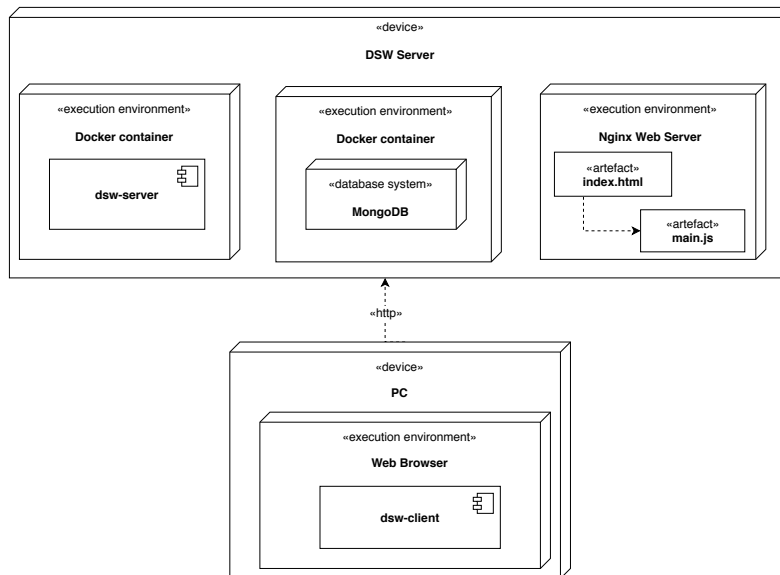 «device»
DSW Server
«execution environment»
Docker container
dsw-server
«execution environment»
Docker container
«database system»
MongoDB
«execution environment»
Nginx Web Server
«artefact»
index.html
«artefact»
main.js
«http»
«device»
PC
«execution environment»
Web Browser
dsw-client